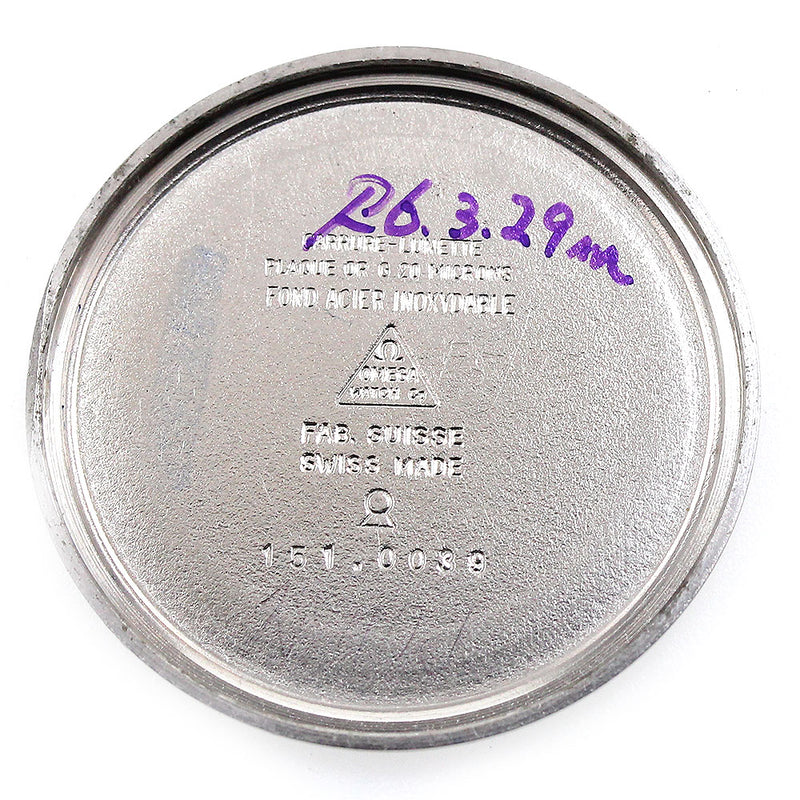 R6.3.29m
CARRURE-LUNETTE
PLAQUE OR G 20 MICRONS
FOND ACIER INOXYDABLE
Ω
OMEGA
WATCH Co
FAB. SUISSE
SWISS MADE
151.0039